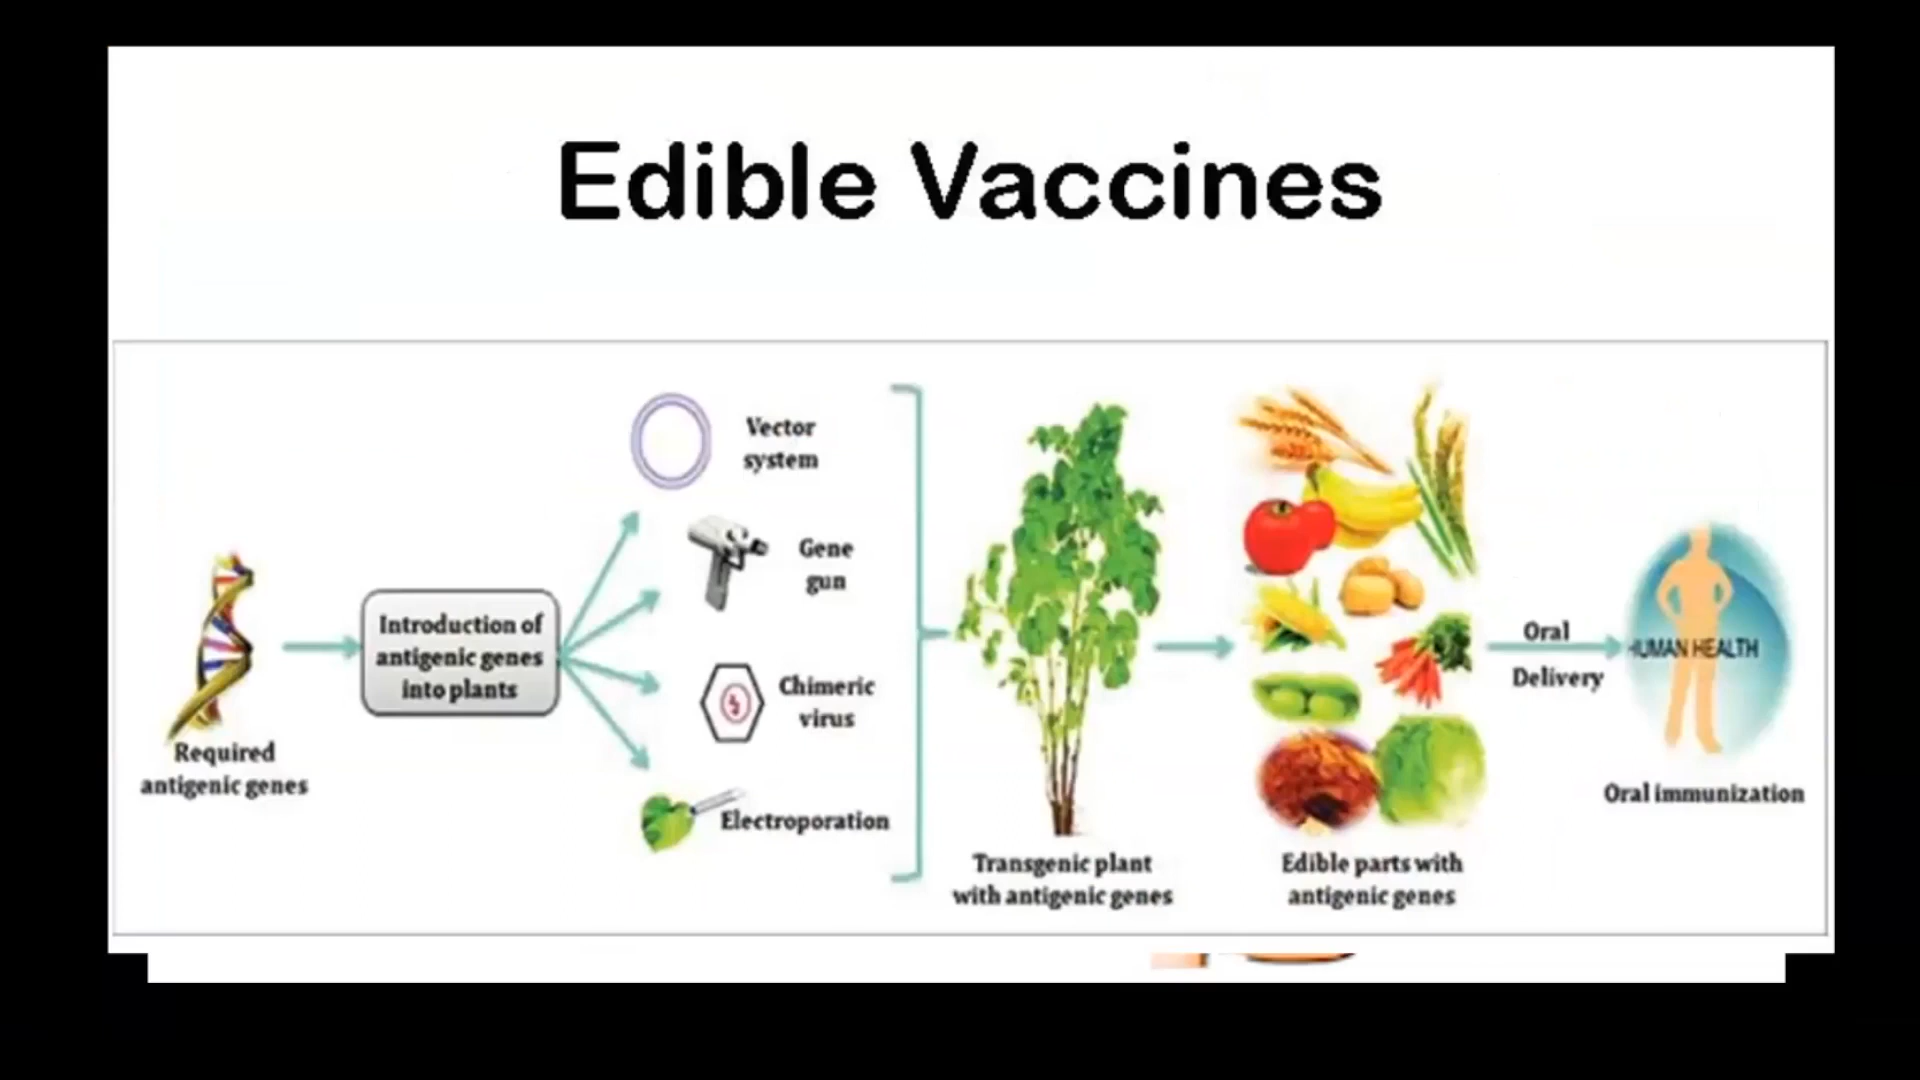 Edible Vaccines
Required
antigenic genes
Introduction of
antigenic genes
into plants
Vector
system
Gene
gun
Chimeric
virus
Electroporation
Transgenic plant
with antigenic genes
Edible parts with
antigenic genes
Oral
Delivery
HUMAN HEALTH
Oral immunization